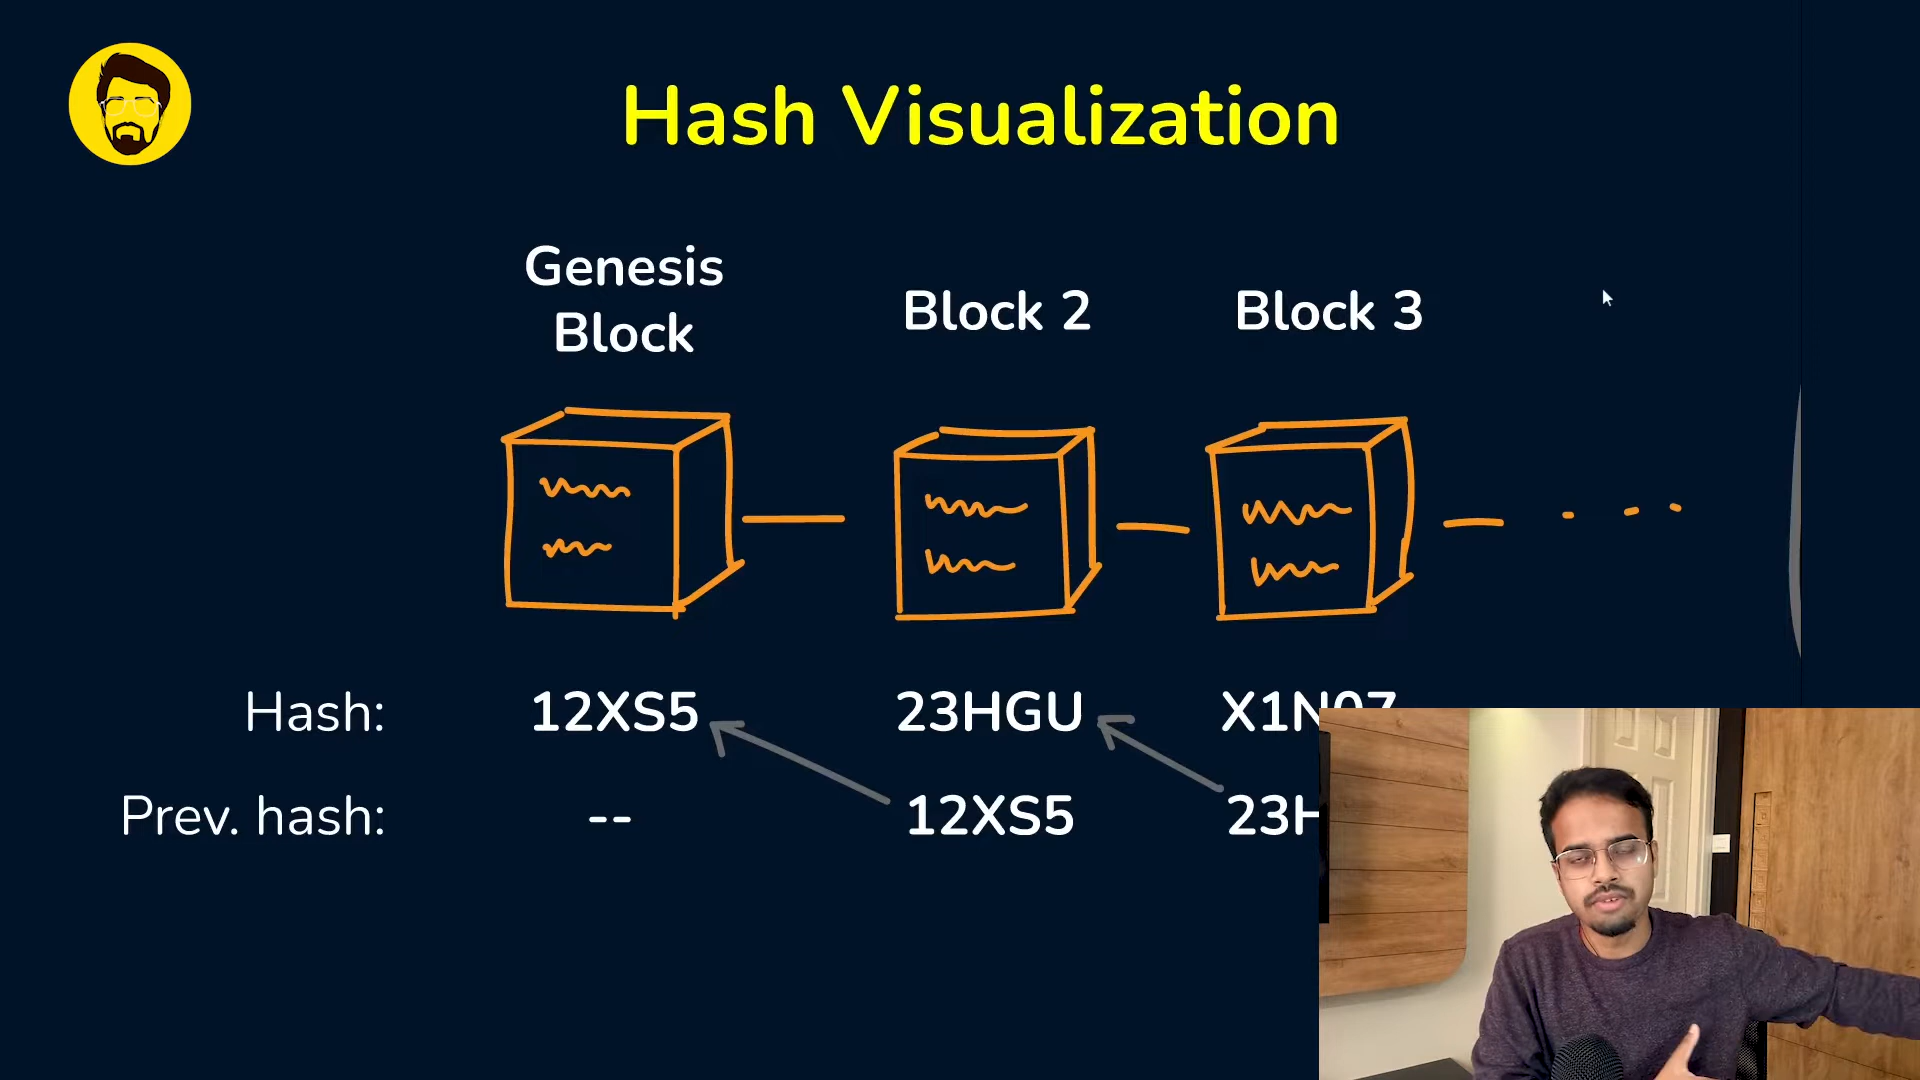 Hash Visualization
Genesis
Block
Block 2
Block 3
Hash: 12XS5 23HGU
Prev. hash: -- 12XS5